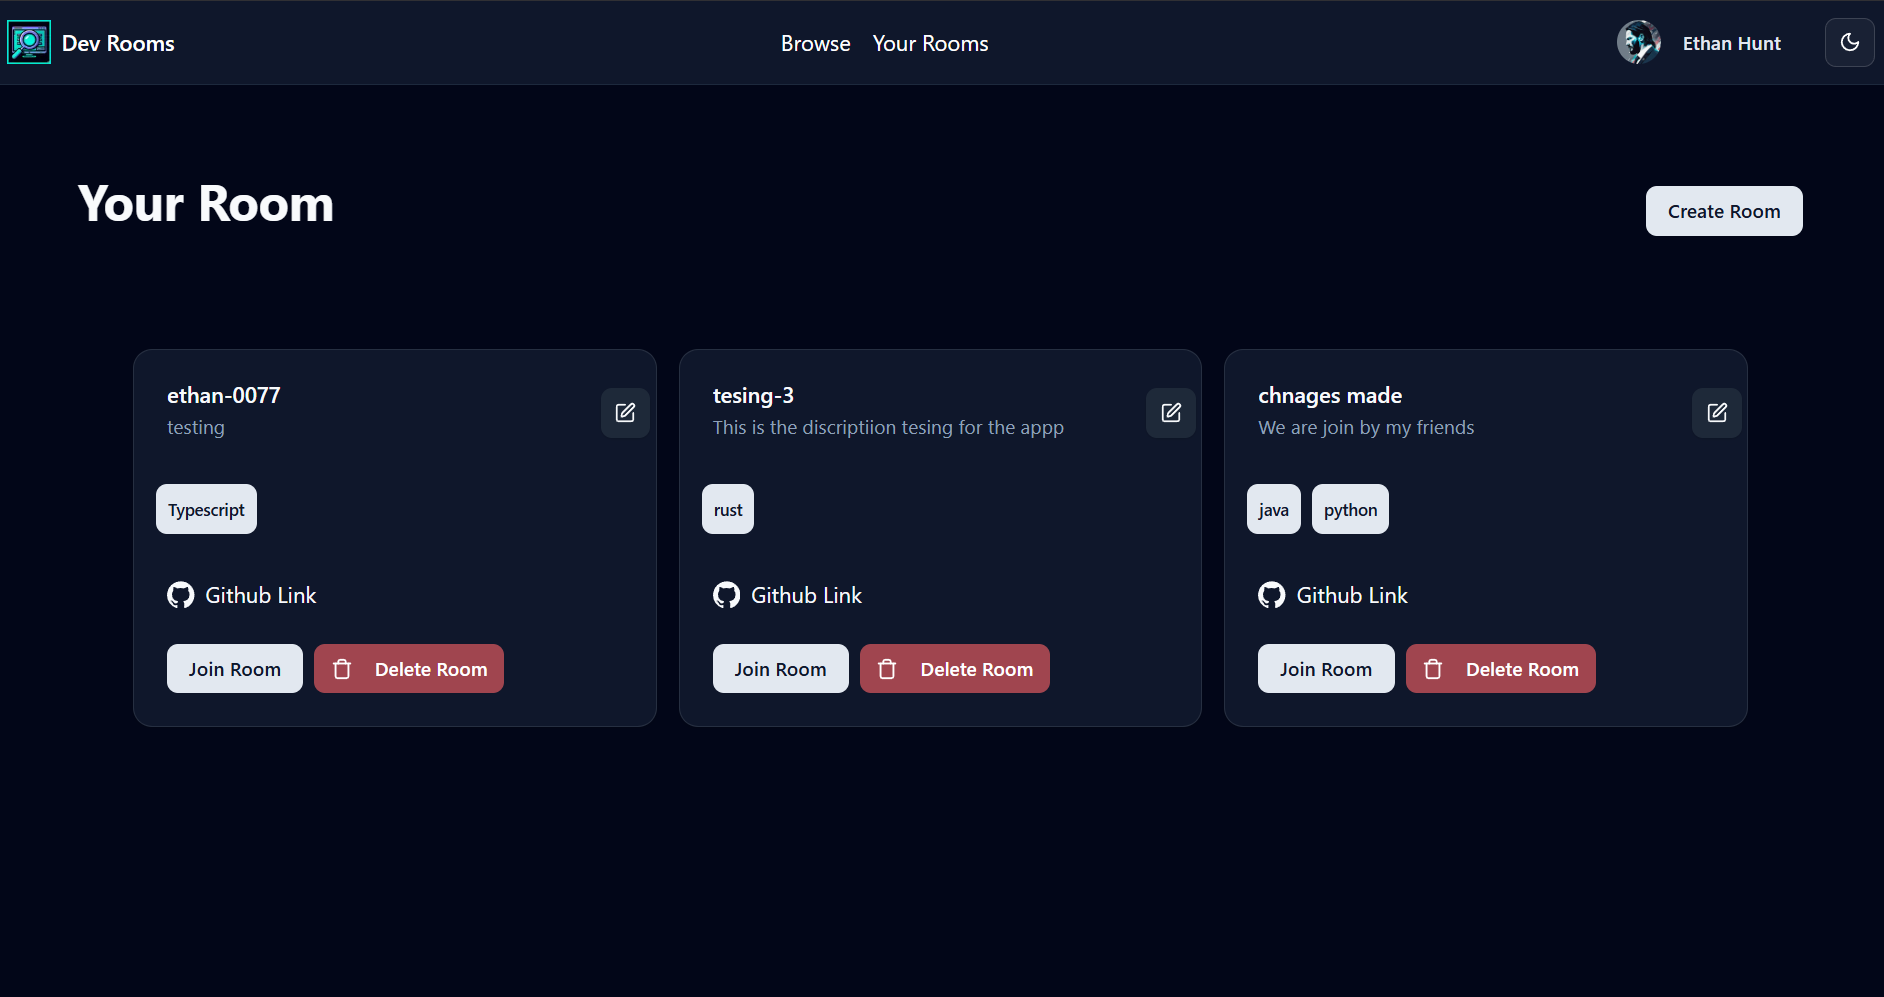 Dev Rooms
Browse Your Rooms
Ethan Hunt
Your Room
Create Room
ethan-0077
testing
Typescript
Github Link
Join Room Delete Room
tesing-3
This is the discriptiion tesing for the appp
rust
Github Link
Join Room Delete Room
chnages made
We are join by my friends
java python
Github Link
Join Room Delete Room